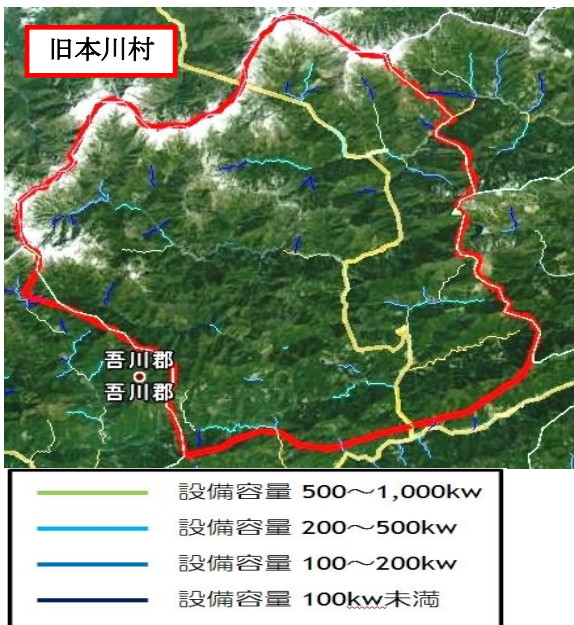 旧本川村
吾川郡
吾川郡
設備容量 500～1,000kw
設備容量 200～500kw
設備容量 100～200kw
設備容量 100kw未満